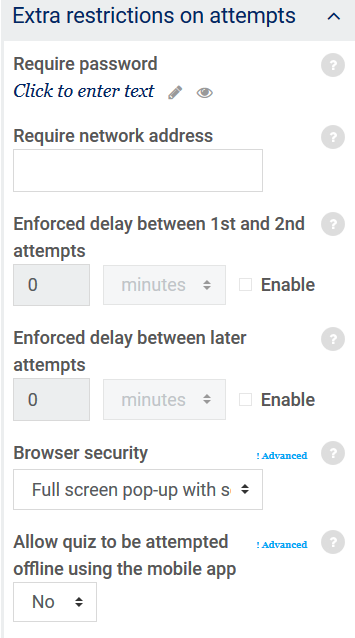 Extra restrictions on attempts
Require password
?
Click to enter text
Require network address
?
Enforced delay between 1st and 2nd
?
attempts
0
minutes
Enable
Enforced delay between later
?
attempts
0
minutes
Enable
Browser security
! Advanced
?
Full screen pop-up with s
Allow quiz to be attempted
! Advanced
?
offline using the mobile app
No